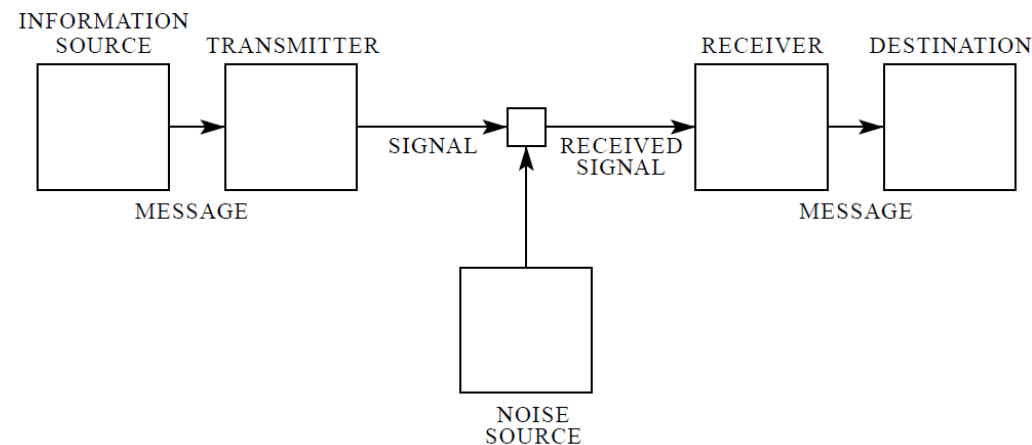 INFORMATION
SOURCE
TRANSMITTER
RECEIVER
DESTINATION
SIGNAL
RECEIVED
SIGNAL
MESSAGE
MESSAGE
NOISE
SOURCE